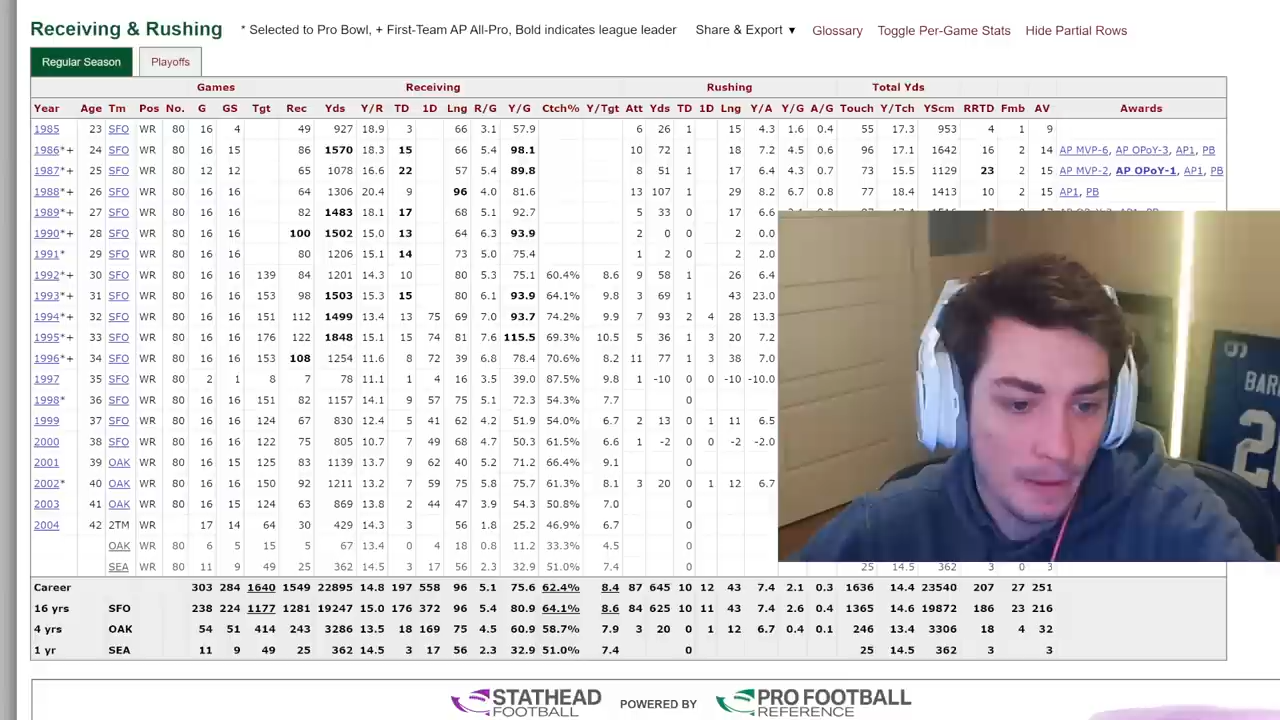 Receiving & Rushing * Selected to Pro Bowl, + First-Team AP All-Pro, Bold indicates league leader Share & Export ▼ Glossary Toggle Per-Game Stats Hide Partial Rows
Regular Season Playoffs
Games Receiving Rushing Total Yds
Year Age Tm Pos No. G GS Tgt Rec Yds Y/R TD 1D Lng R/G Y/G Ctch% Y/Tgt Att Yds TD 1D Lng Y/A Y/G A/G Touch Y/Tch YScm RRTD Fmb AV Awards
1985 23 SFO WR 80 16 4 49 927 18.9 3 66 3.1 57.9 6 26 1 15 4.3 1.6 0.4 55 17.3 953 4 1 9
1986*+ 24 SFO WR 80 16 15 86 1570 18.3 15 66 5.4 98.1 10 72 1 18 7.2 4.5 0.6 96 17.1 1642 16 2 14 AP MVP-6, AP OPoY-3, AP1, PB
1987*+ 25 SFO WR 80 12 12 65 1078 16.6 22 57 5.4 89.8 8 51 1 17 6.4 4.3 0.7 73 15.5 1129 23 2 15 AP MVP-2, AP OPoY-1, AP1, PB
1988*+ 26 SFO WR 80 16 16 64 1306 20.4 9 96 4.0 81.6 13 107 1 29 8.2 6.7 0.8 77 18.4 1413 10 2 15 AP1, PB
1989*+ 27 SFO WR 80 16 16 82 1483 18.1 17 68 5.1 92.7 5 33 0 17 6.6
1990*+ 28 SFO WR 80 16 16 100 1502 15.0 13 64 6.3 93.9 2 0 0 2 0.0
1991* 29 SFO WR 80 16 16 80 1206 15.1 14 73 5.0 75.4 1 2 0 2 2.0
1992*+ 30 SFO WR 80 16 16 139 84 1201 14.3 10 80 5.3 75.1 60.4% 8.6 9 58 1 26 6.4
1993*+ 31 SFO WR 80 16 16 153 98 1503 15.3 15 80 6.1 93.9 64.1% 9.8 3 69 1 43 23.0
1994*+ 32 SFO WR 80 16 16 151 112 1499 13.4 13 75 69 7.0 93.7 74.2% 9.9 7 93 2 4 28 13.3
1995*+ 33 SFO WR 80 16 16 176 122 1848 15.1 15 74 81 7.6 115.5 69.3% 10.5 5 36 1 3 20 7.2
1996*+ 34 SFO WR 80 16 16 153 108 1254 11.6 8 72 39 6.8 78.4 70.6% 8.2 11 77 1 3 38 7.0
1997 35 SFO WR 80 2 1 8 7 78 11.1 1 4 16 3.5 39.0 87.5% 9.8 1 -10 0 0 -10 -10.0
1998* 36 SFO WR 80 16 16 151 82 1157 14.1 9 57 75 5.1 72.3 54.3% 7.7 0
1999 37 SFO WR 80 16 16 124 67 830 12.4 5 41 62 4.2 51.9 54.0% 6.7 2 13 0 1 11 6.5
2000 38 SFO WR 80 16 16 122 75 805 10.7 7 49 68 4.7 50.3 61.5% 6.6 1 -2 0 0 -2 -2.0
2001 39 OAK WR 80 16 15 125 83 1139 13.7 9 62 40 5.2 71.2 66.4% 9.1 0
2002* 40 OAK WR 80 16 16 150 92 1211 13.2 7 59 75 5.8 75.7 61.3% 8.1 3 20 0 1 12 6.7
2003 41 OAK WR 80 16 15 124 63 869 13.8 2 44 47 3.9 54.3 50.8% 7.0 0
2004 42 2TM WR 17 14 64 30 429 14.3 3 56 1.8 25.2 46.9% 6.7 0
OAK WR 80 6 5 15 5 67 13.4 0 4 18 0.8 11.2 33.3% 4.5 0
SEA WR 80 11 9 49 25 362 14.5 3 17 56 2.3 32.9 51.0% 7.4 0 25 14.5 362 3 0 3
Career 303 284 1640 1549 22895 14.8 197 558 96 5.1 75.6 62.4% 8.4 87 645 10 12 43 7.4 2.1 0.3 1636 14.4 23540 207 27 251
16 yrs SFO 238 224 1177 1281 19247 15.0 176 372 96 5.4 80.9 64.1% 8.6 84 625 10 11 43 7.4 2.6 0.4 1365 14.6 19872 186 23 216
4 yrs OAK 54 51 414 243 3286 13.5 18 169 75 4.5 60.9 58.7% 7.9 3 20 0 1 12 6.7 0.4 0.1 246 13.4 3306 18 4 32
1 yr SEA 11 9 49 25 362 14.5 3 17 56 2.3 32.9 51.0% 7.4 0 25 14.5 362 3 3
STATHEAD FOOTBALL POWERED BY PRO FOOTBALL REFERENCE
BAR